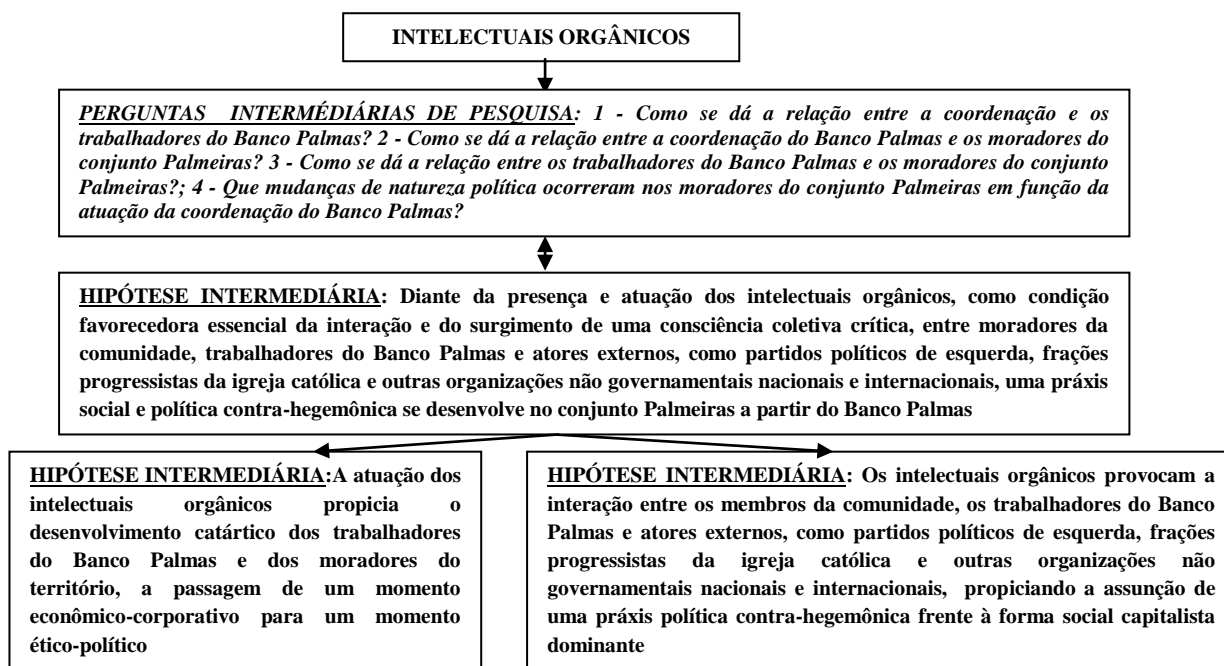 INTELECTUAIS ORGÂNICOS
PERGUNTAS INTERMÉDIÁRIAS DE PESQUISA: 1 - Como se dá a relação entre a coordenação e os
trabalhadores do Banco Palmas? 2 - Como se dá a relação entre a coordenação do Banco Palmas e os moradores do
conjunto Palmeiras? 3 - Como se dá a relação entre os trabalhadores do Banco Palmas e os moradores do conjunto
Palmeiras?; 4 - Que mudanças de natureza política ocorreram nos moradores do conjunto Palmeiras em função da
atuação da coordenação do Banco Palmas?
HIPÓTESE INTERMEDIÁRIA: Diante da presença e atuação dos intelectuais orgânicos, como condição
favorecedora essencial da interação e do surgimento de uma consciência coletiva crítica, entre moradores da
comunidade, trabalhadores do Banco Palmas e atores externos, como partidos políticos de esquerda, frações
progressistas da igreja católica e outras organizações não governamentais nacionais e internacionais, uma práxis
social e política contra-hegemônica se desenvolve no conjunto Palmeiras a partir do Banco Palmas
HIPÓTESE INTERMEDIÁRIA:A atuação dos
intelectuais orgânicos propicia o
desenvolvimento catártico dos trabalhadores
do Banco Palmas e dos moradores do
território, a passagem de um momento
econômico-corporativo para um momento
ético-político
HIPÓTESE INTERMEDIÁRIA: Os intelectuais orgânicos provocam a
interação entre os membros da comunidade, os trabalhadores do Banco
Palmas e atores externos, como partidos políticos de esquerda, frações
progressistas da igreja católica e outras organizações não
governamentais nacionais e internacionais, propiciando a assunção de
uma práxis política contra-hegemônica frente à forma social capitalista
dominante